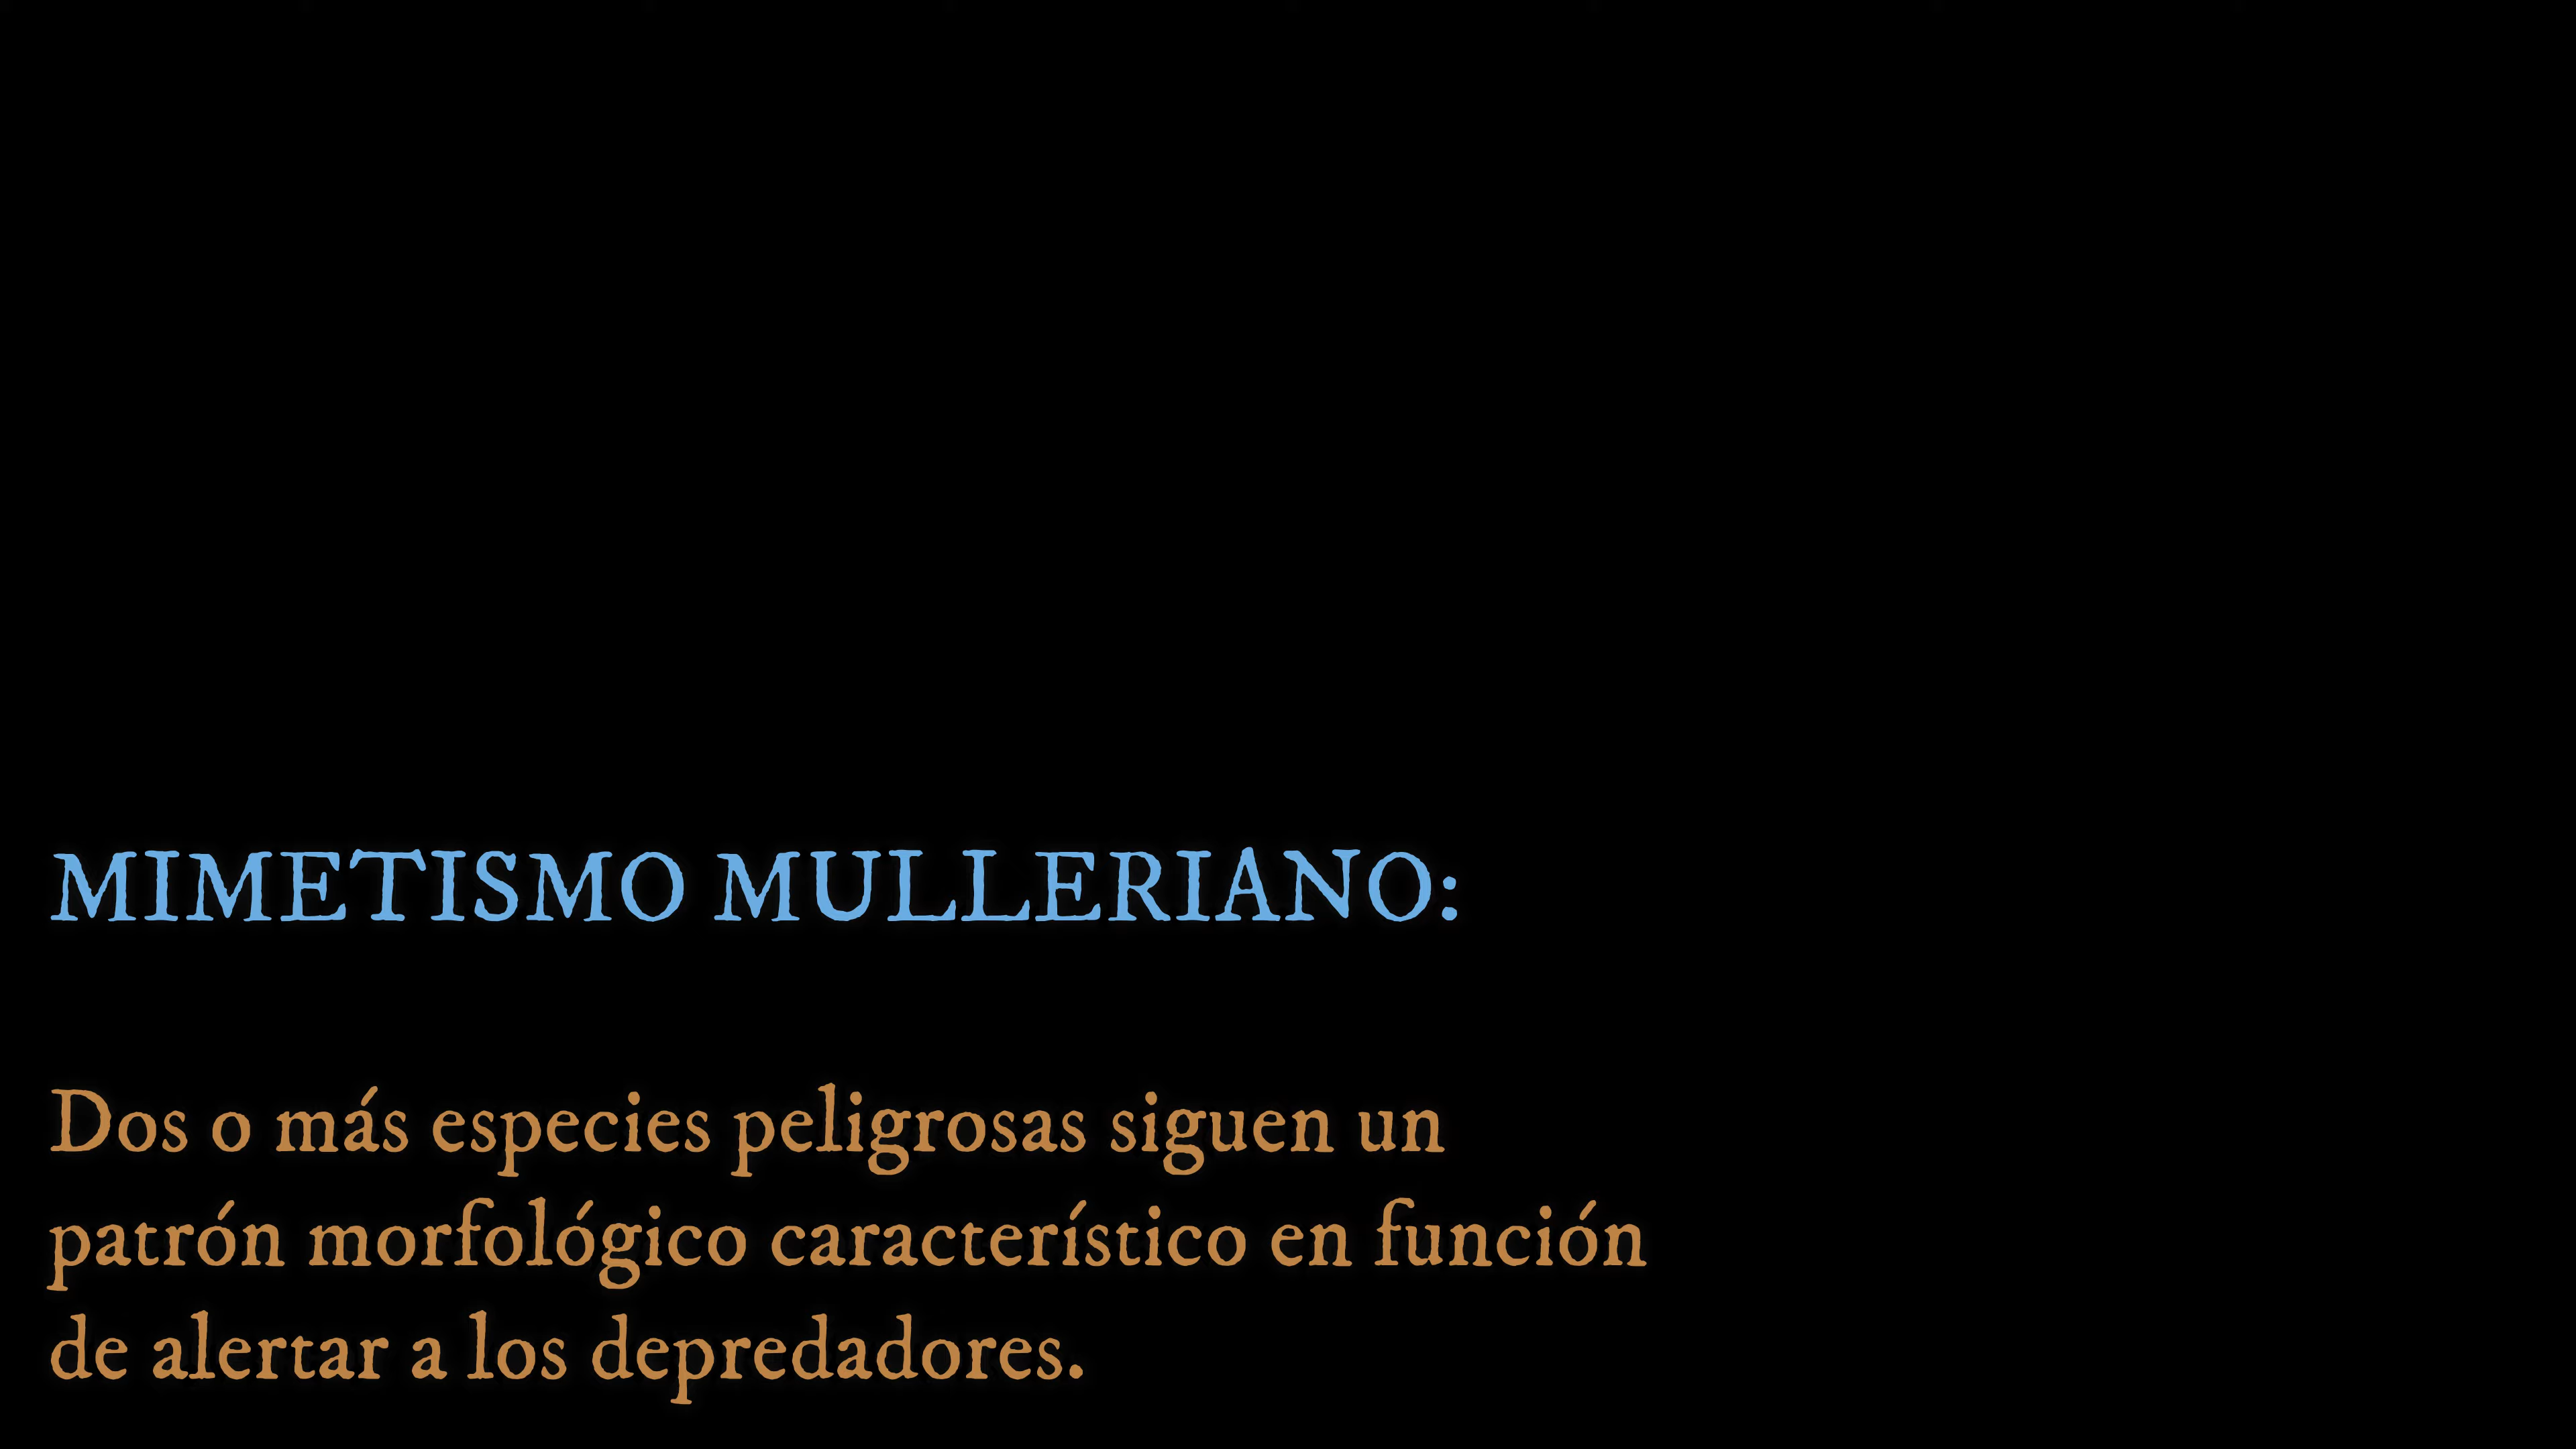 MIMETISMO MULLERIANO:
Dos o más especies peligrosas siguen un
patrón morfológico característico en función
de alertar a los depredadores.